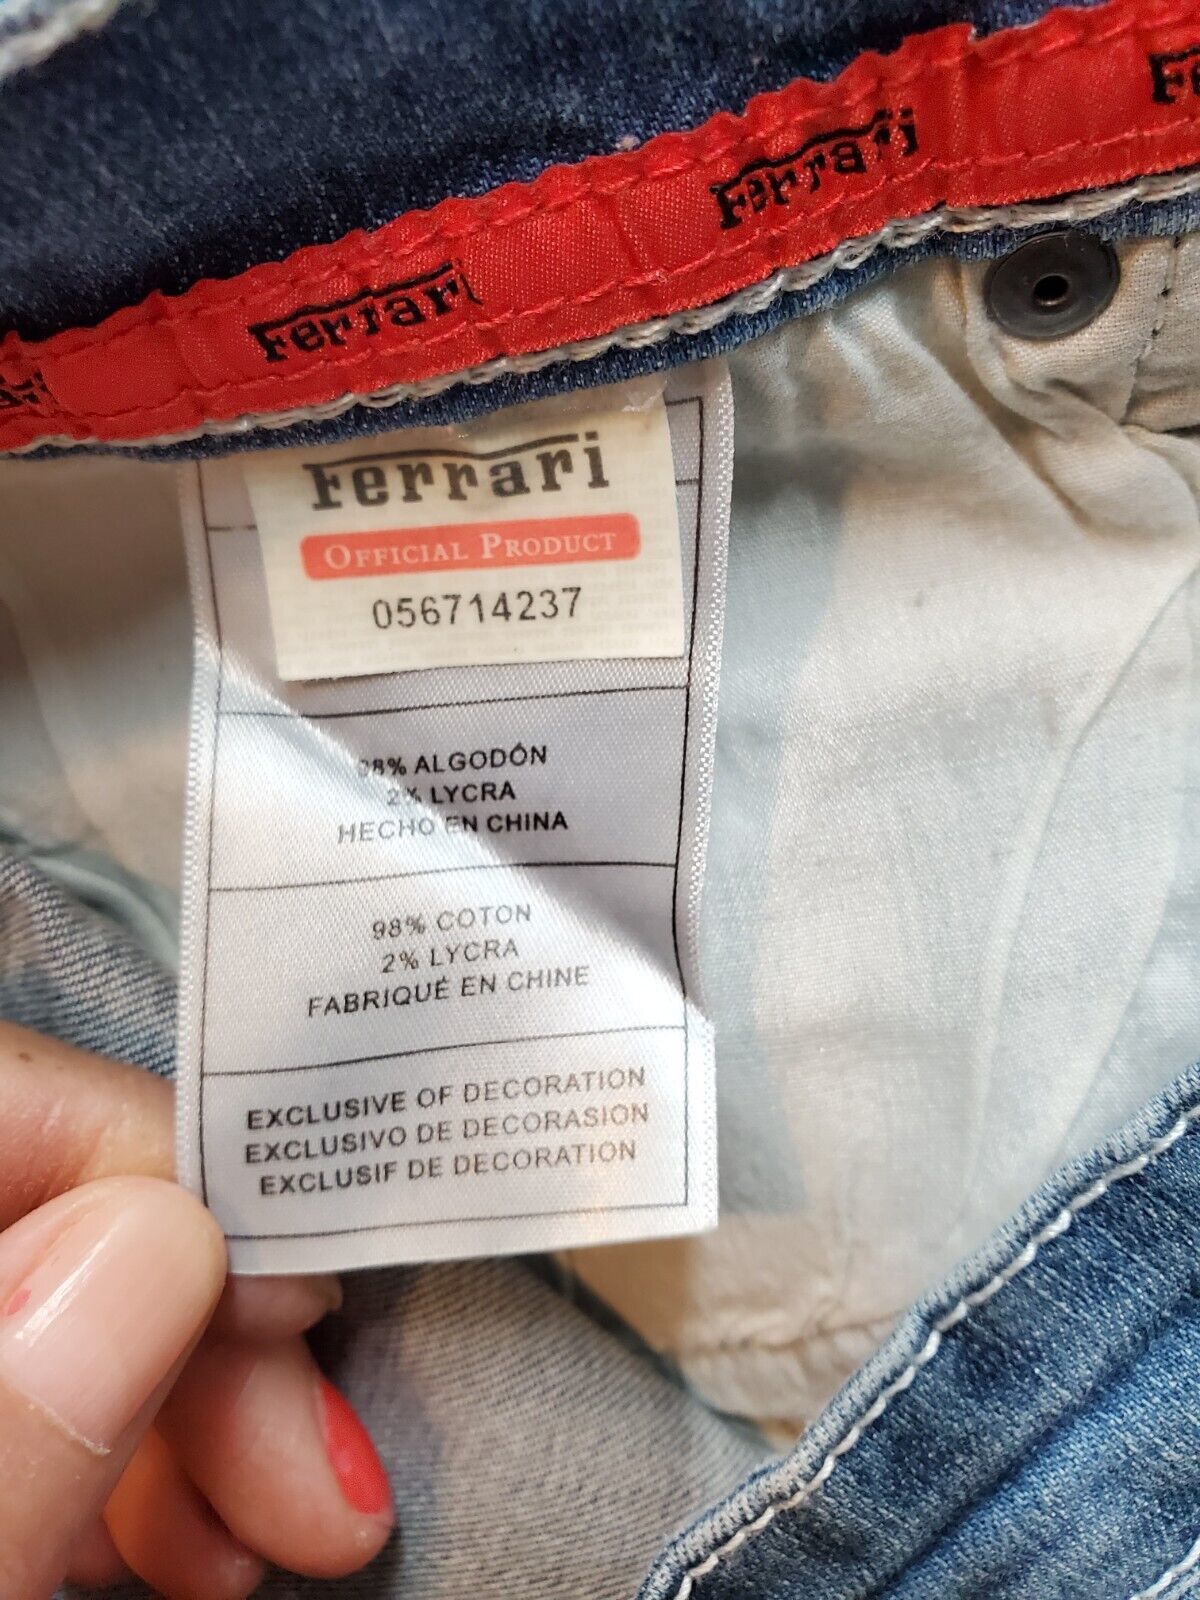 Ferrari
Ferrari
Ferrari
OFFICIAL PRODUCT
056714237
98% ALGODÓN
2% LYCRA
HECHO EN CHINA
98% COTON
2% LYCRA
FABRIQUÉ EN CHINE
EXCLUSIVE OF DECORATION
EXCLUSIVO DE DECORASION
EXCLUSIF DE DECORATION